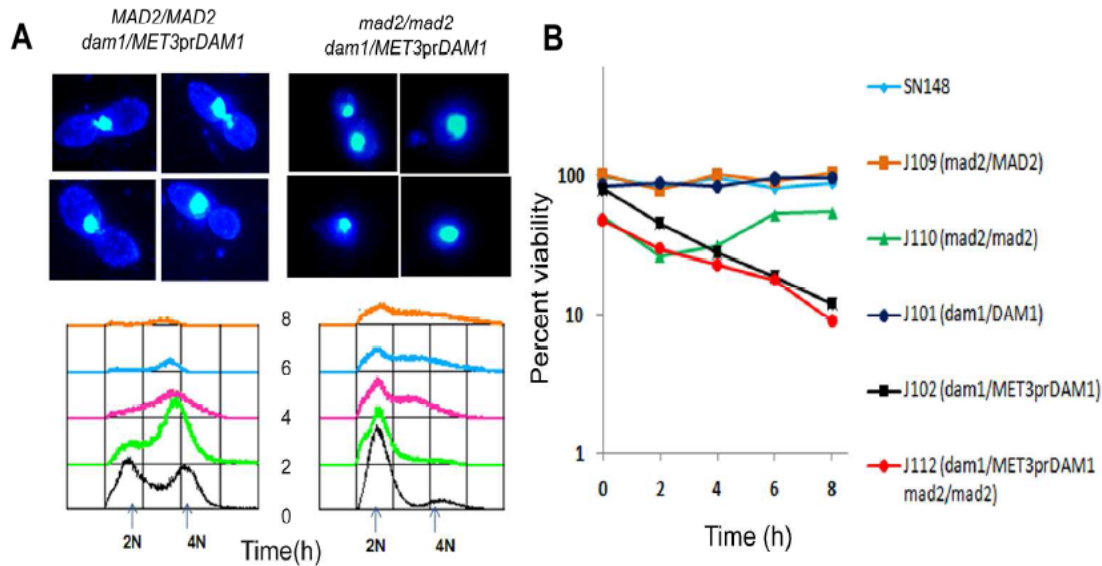 A
MAD2/MAD2
dam1/MET3prDAM1
mad2/mad2
dam1/MET3prDAM1
8
6
4
2
0
2N
4N
Time(h)
2N
4N
B
Percent viability
100
10
1
0
2
4
6
8
Time (h)
SN148
J109 (mad2/MAD2)
J110 (mad2/mad2)
J101 (dam1/DAM1)
J102 (dam1/MET3prDAM1)
J112 (dam1/MET3prDAM1
mad2/mad2)